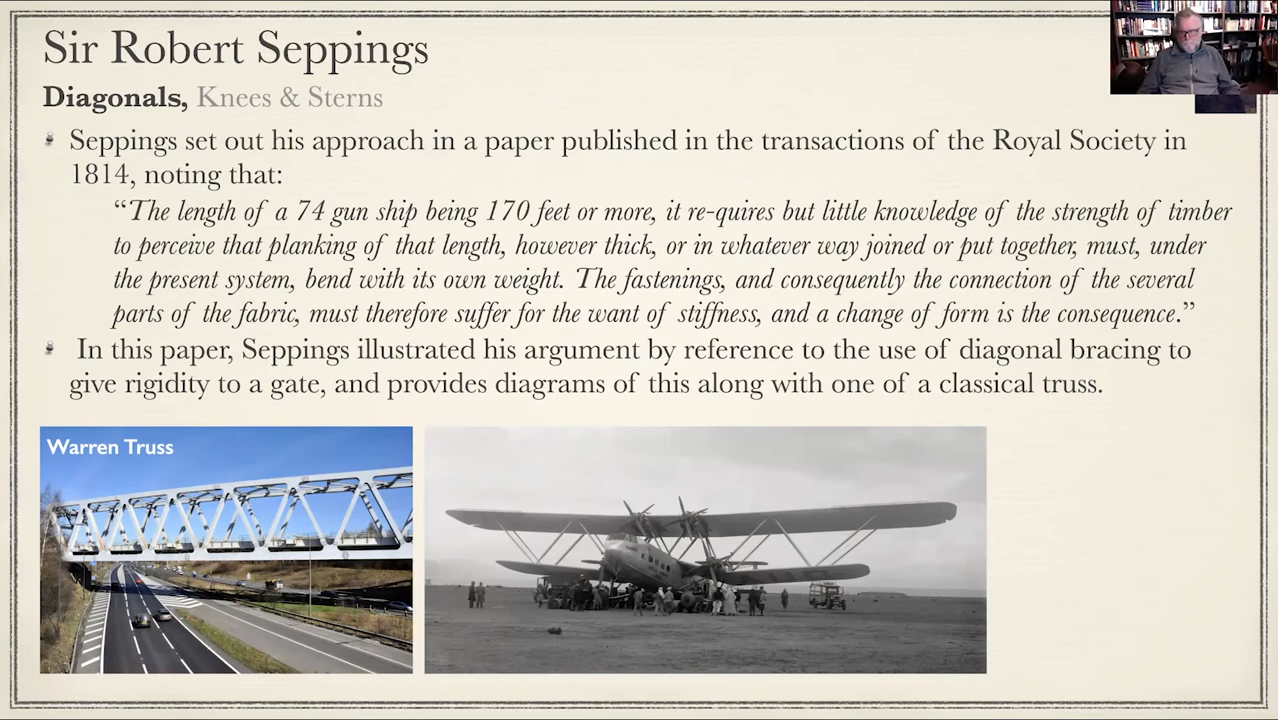 Sir Robert Seppings
Diagonals, Knees & Sterns
Seppings set out his approach in a paper published in the transactions of the Royal Society in
1814, noting that:
“The length of a 74 gun ship being 170 feet or more, it re-quires but little knowledge of the strength of timber
to perceive that planking of that length, however thick, or in whatever way joined or put together, must, under
the present system, bend with its own weight. The fastenings, and consequently the connection of the several
parts of the fabric, must therefore suffer for the want of stiffness, and a change of form is the consequence.”
In this paper, Seppings illustrated his argument by reference to the use of diagonal bracing to
give rigidity to a gate, and provides diagrams of this along with one of a classical truss.
Warren Truss